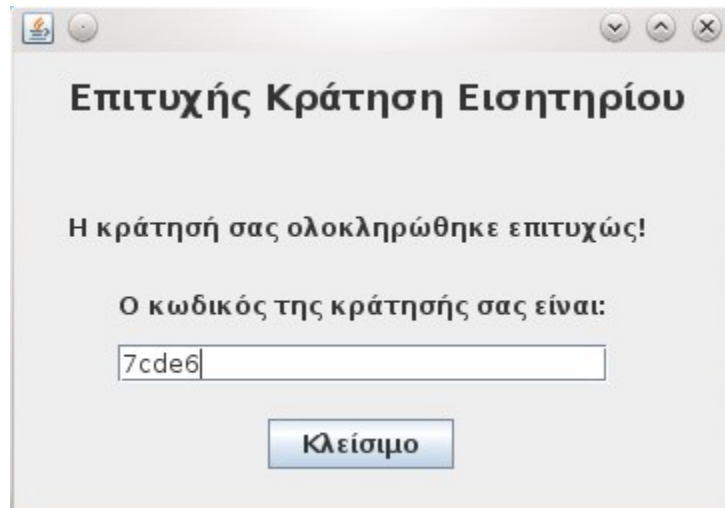 Επιτυχής Κράτηση Εισητηρίου
Η κράτησή σας ολοκληρώθηκε επιτυχώς!
Ο κωδικός της κράτησής σας είναι:
7cde6
Κλείσιμο